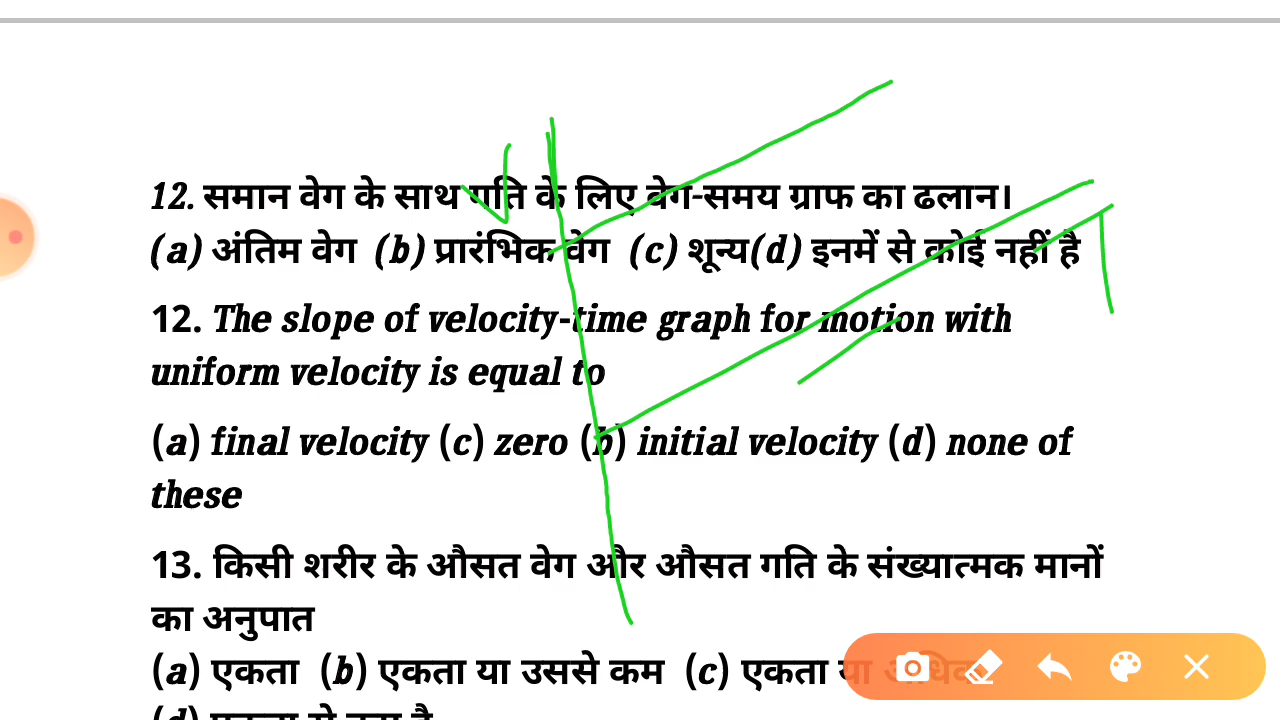 12. समान वेग के साथ गति के लिए वेग-समय ग्राफ का ढलान।
(a) अंतिम वेग (b) प्रारंभिक वेग (c) शून्य(d) इनमें से कोई नहीं है
12. The slope of velocity-time graph for motion with
uniform velocity is equal to
(a) final velocity (c) zero (b) initial velocity (d) none of
these
13. किसी शरीर के औसत वेग और औसत गति के संख्यात्मक मानों
का अनुपात
(a) एकता (b) एकता या उससे कम (c) एकता या अधिक